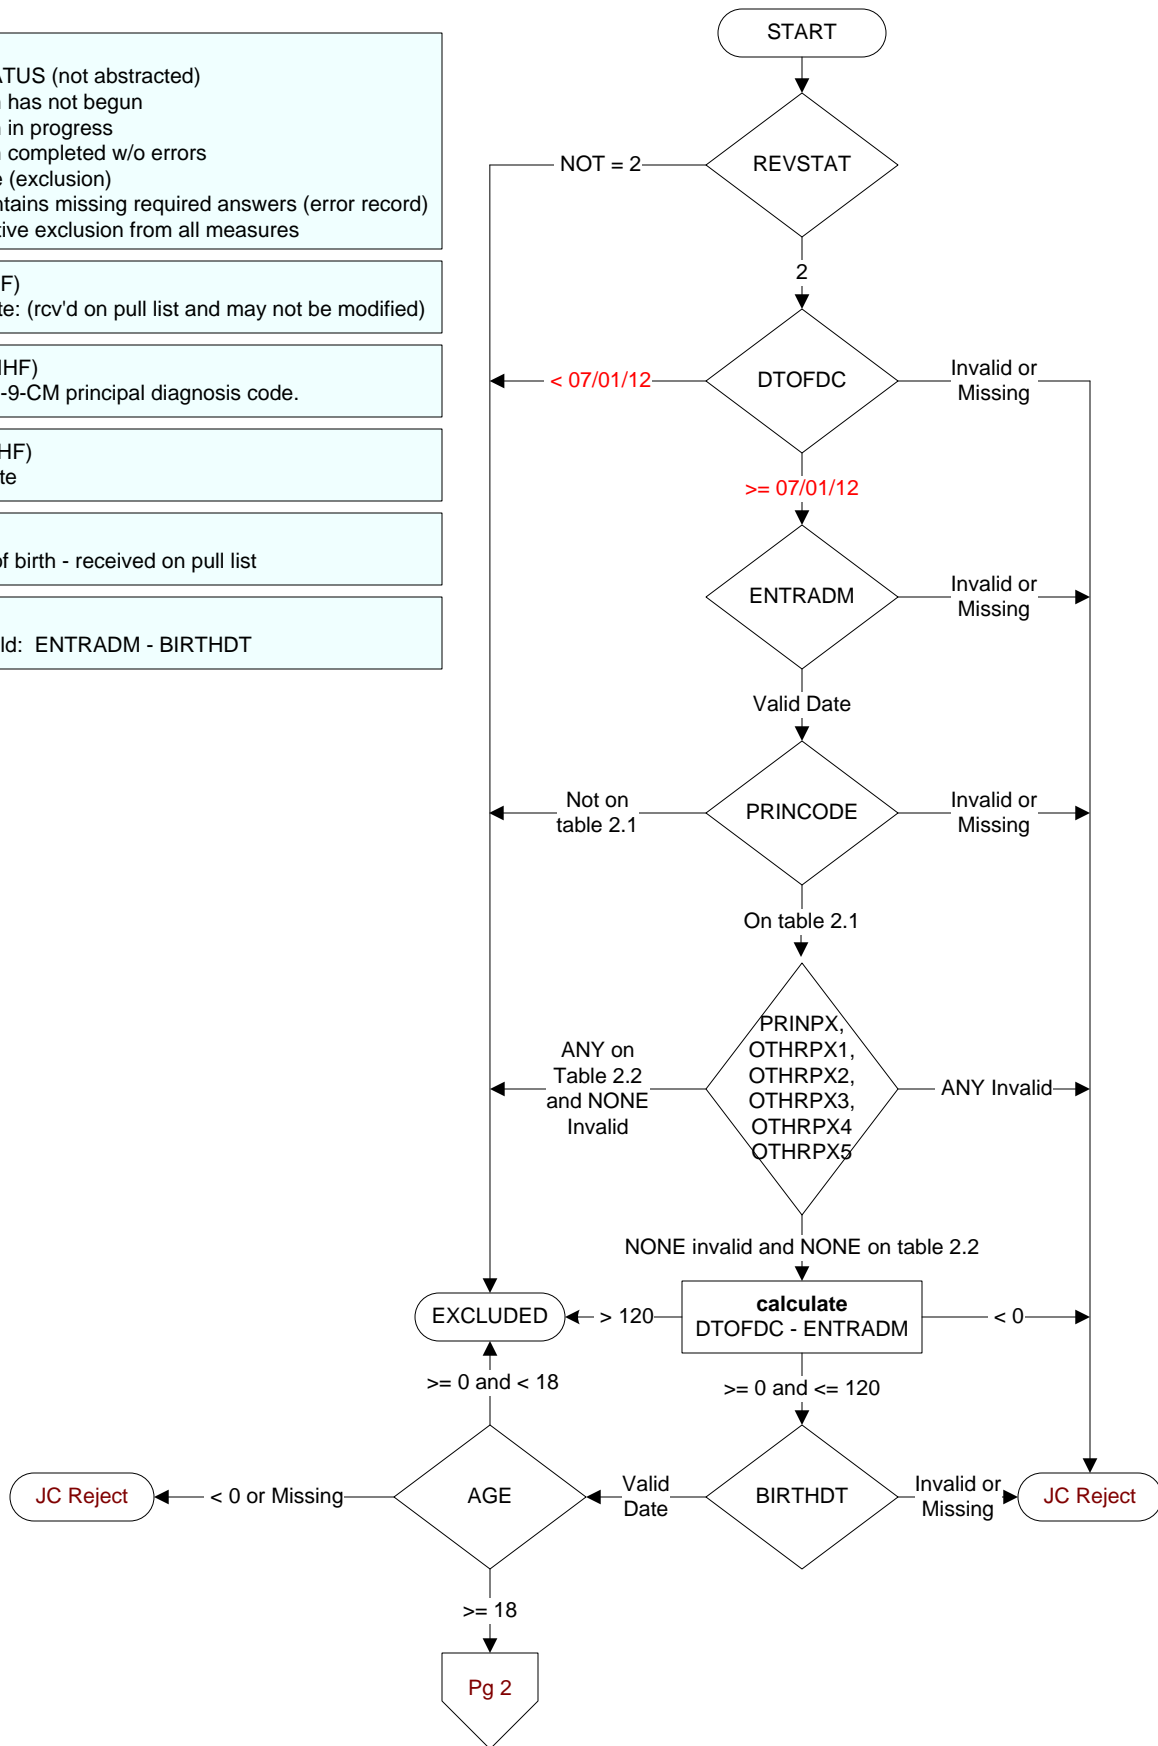 START
ATUS (not abstracted)
has not begun
in progress
completed w/o errors
(exclusion)
ntains missing required answers (error record)
tive exclusion from all measures
F)
te: (rcv'd on pull list and may not be modified)
HF)
-9-CM principal diagnosis code.
HF)
te
of birth - received on pull list
ld: ENTRADM - BIRTHDT
NOT = 2
REVSTAT
2
< 07/01/12
DTOFDC
Invalid or
Missing
>= 07/01/12
ENTRADM
Invalid or
Missing
Valid Date
Not on
table 2.1
PRINCODE
Invalid or
Missing
On table 2.1
ANY on
Table 2.2
and NONE
Invalid
PRINPX,
OTHRPX1,
OTHRPX2,
OTHRPX3,
OTHRPX4
OTHRPX5
ANY Invalid
NONE invalid and NONE on table 2.2
EXCLUDED
> 120
calculate
DTOFDC - ENTRADM
< 0
>= 0 and < 18
>= 0 and <= 120
JC Reject
< 0 or Missing
AGE
Valid
Date
BIRTHDT
Invalid or
Missing
JC Reject
>= 18
Pg 2